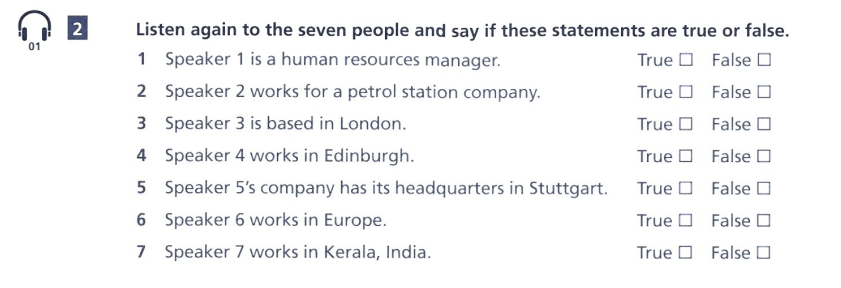 2 Listen again to the seven people and say if these statements are true or false.
01
1 Speaker 1 is a human resources manager. True ☐ False ☐
2 Speaker 2 works for a petrol station company. True ☐ False ☐
3 Speaker 3 is based in London. True ☐ False ☐
4 Speaker 4 works in Edinburgh. True ☐ False ☐
5 Speaker 5’s company has its headquarters in Stuttgart. True ☐ False ☐
6 Speaker 6 works in Europe. True ☐ False ☐
7 Speaker 7 works in Kerala, India. True ☐ False ☐